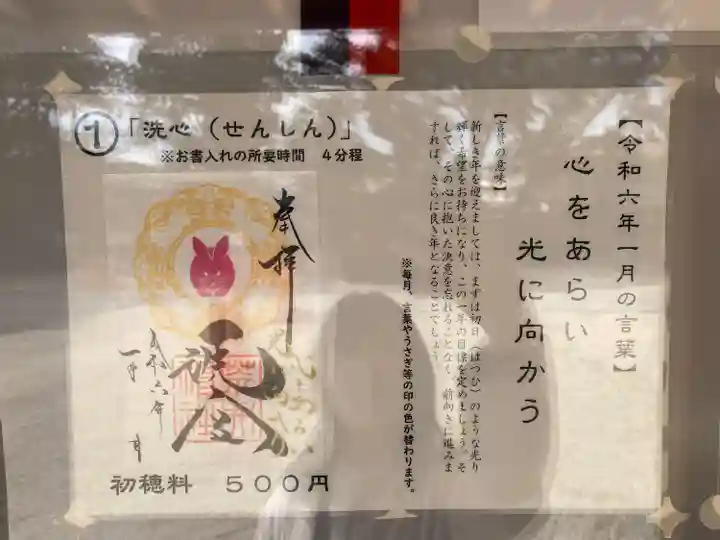 【令和六年一月の言葉】
心をあらい
光に向かう
【言葉の意味】
新しき年を迎えましては、まずは初日（はつひ）のような光り
輝く希望をお持ちになり、この一年の目標を定めましょう。そ
して、その心に抱いた決意を忘れることなく、前向きに進みま
すれば、さらに良き年となることでしょう。
※毎月、言葉やうさぎ等の印の色が替わります。
①「洗心（せんしん）」
※お書入れの所要時間　４分程
奉拝
初穂料　５００円